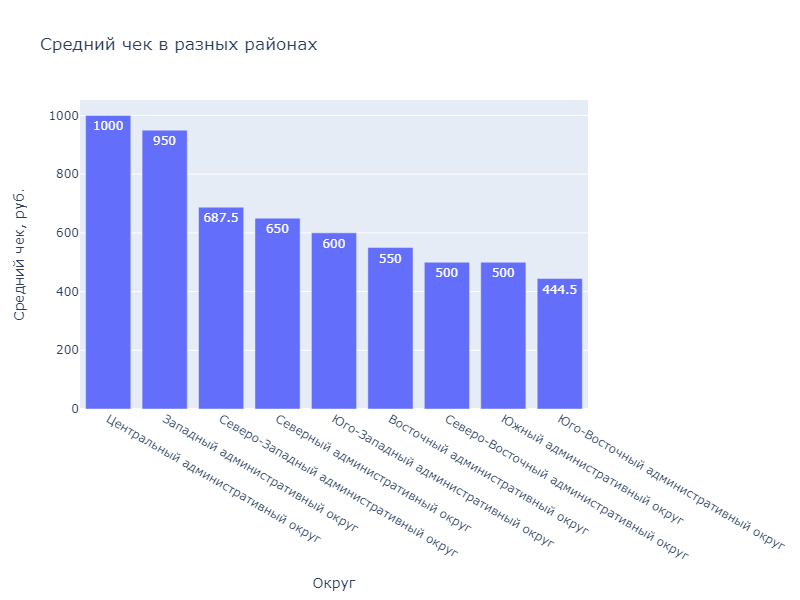 Средний чек в разных районах
Средний чек, руб.
1000
800
600
400
200
0
1000
950
687.5
650
600
550
500
500
444.5
Центральный административный округ
Западный административный округ
Северо-Западный административный округ
Северный административный округ
Юго-Западный административный округ
Восточный административный округ
Северо-Восточный административный округ
Южный административный округ
Юго-Восточный административный округ
Округ